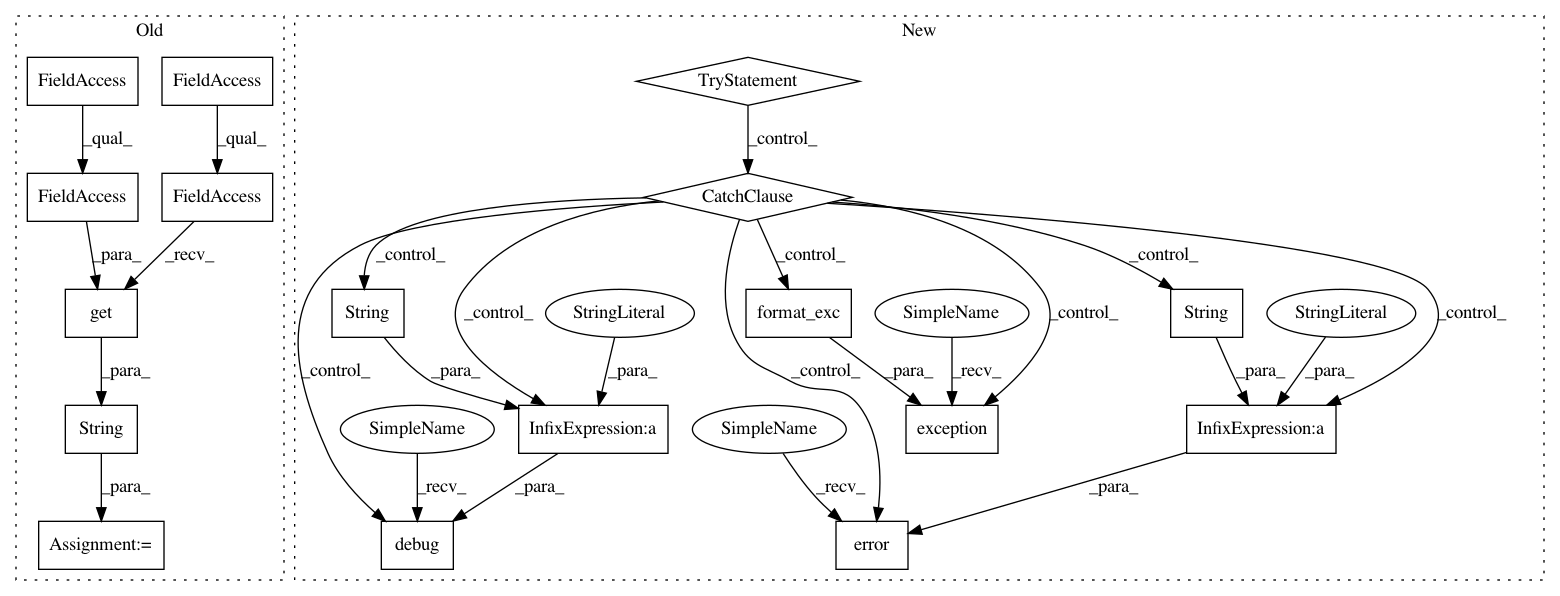 Old
New
FieldAccess
FieldAccess
TryStatement
_qual_
_qual_
_control_
FieldAccess
FieldAccess
CatchClause
_para_
_recv_
_control_
_control_
_control_
_control_
_control_
_control_
_control_
_control_
get
String
StringLiteral
format_exc
SimpleName
String
StringLiteral
_para_
_para_
_para_
_para_
_recv_
_para_
_para_
String
SimpleName
InfixExpression:a
SimpleName
exception
InfixExpression:a
_para_
_recv_
_para_
_recv_
_para_
Assignment:=
debug
error